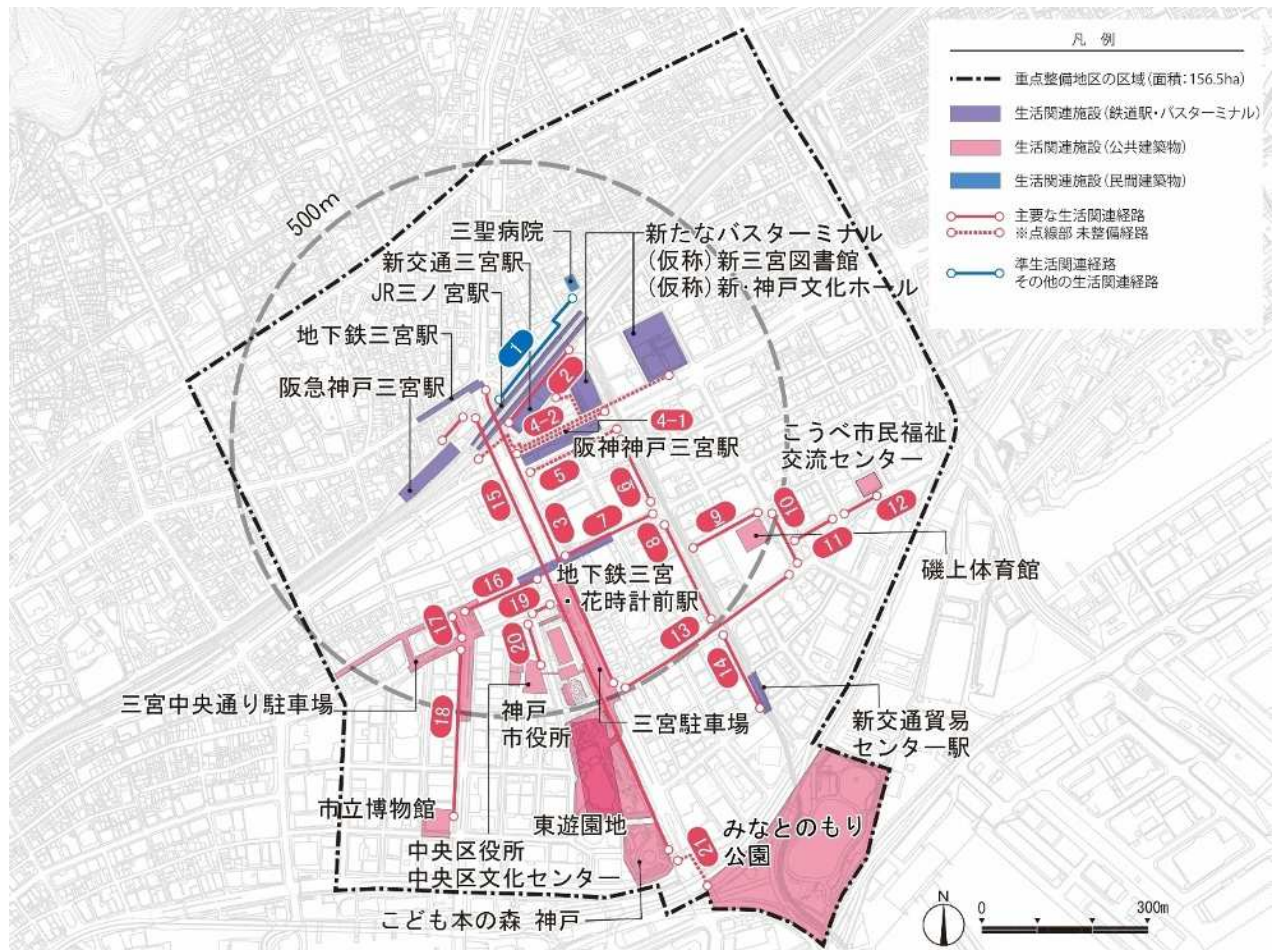 凡 例
重点整備地区の区域(面積:156.5ha)
生活関連施設(鉄道駅・バスターミナル)
生活関連施設(公共建築物)
生活関連施設(民間建築物)
主要な生活関連経路
※点線部 未整備経路
準生活関連経路
その他の生活関連経路
500m
三聖病院
新交通三宮駅
JR三ノ宮駅
地下鉄三宮駅
阪急神戸三宮駅
新たなバスターミナル
(仮称)新三宮図書館
(仮称)新・神戸文化ホール
1
2
4-2
4-1
阪神神戸三宮駅
こうべ市民福祉
交流センター
5
6
15
3
7
8
9
10
11
12
磯上体育館
地下鉄三宮
・花時計前駅
16
19
17
20
13
14
18
三宮中央通り駐車場
神戸
市役所
三宮駐車場
新交通貿易
センター駅
市立博物館
東遊園地
みなとのもり
公園
21
中央区役所
中央区文化センター
こども本の森 神戸
N
0
300m